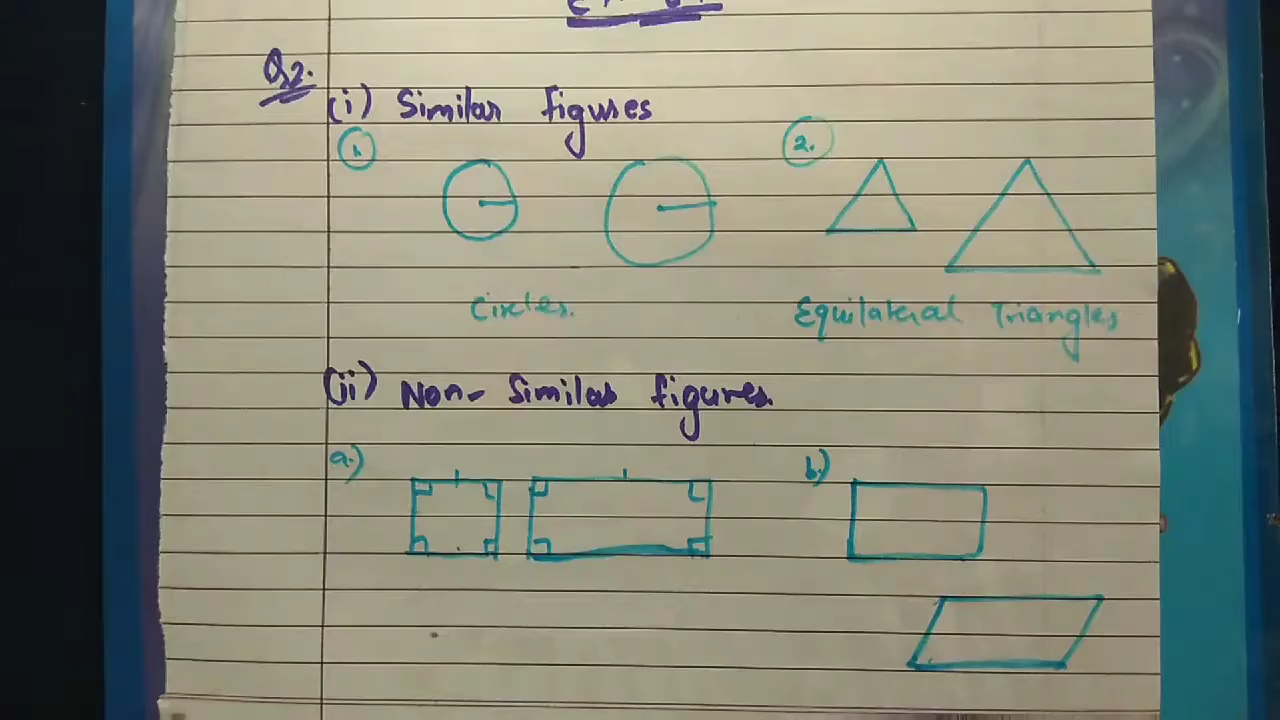 Q2.
(i) Similar figures
1.
2.
Circles.
Equilateral Triangles
(ii) Non-Similar figures.
a.)
b.)